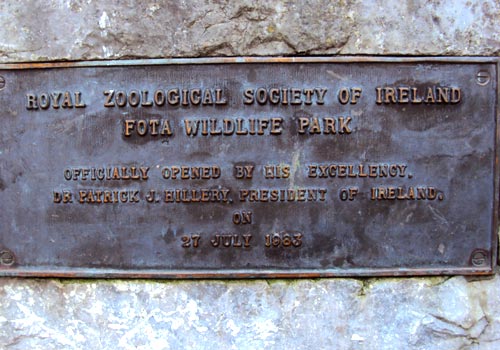 ROYAL ZOOLOGICAL SOCIETY OF IRELAND
FOTA WILDLIFE PARK
OFFICIALLY OPENED BY HIS EXCELLENCY,
DR PATRICK J. HILLERY, PRESIDENT OF IRELAND,
ON
27 JULY 1983